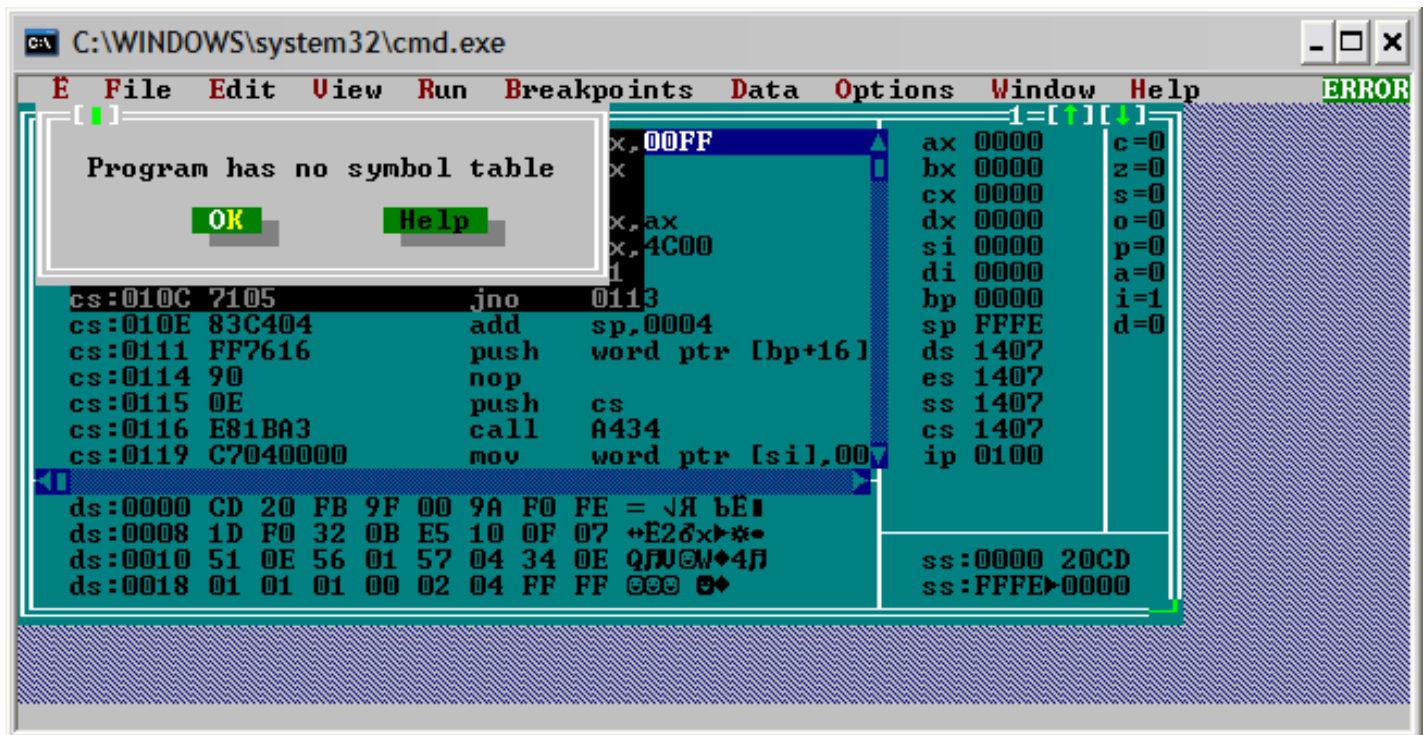 C:\WINDOWS\system32\cmd.exe
Ё File Edit View Run Breakpoints Data Options Window Help ERROR
[▮] 1=[↑][↓]
x,00FF ax 0000 c=0
Program has no symbol table x bx 0000 z=0
cx 0000 s=0
OK Help x,ax dx 0000 o=0
x,4C00 si 0000 p=0
1 di 0000 a=0
cs:010C 7105 jno 0113 bp 0000 i=1
cs:010E 83C404 add sp,0004 sp FFFE d=0
cs:0111 FF7616 push word ptr [bp+16] ds 1407
cs:0114 90 nop es 1407
cs:0115 0E push cs ss 1407
cs:0116 E81BA3 call A434 cs 1407
cs:0119 C7040000 mov word ptr [si],00 ip 0100
ds:0000 CD 20 FB 9F 00 9A F0 FE = √Я ЪЁ▮
ds:0008 1D F0 32 0B E5 10 0F 07 ↔Ё2♂х►☼•
ds:0010 51 0E 56 01 57 04 34 0E Q♫V☺W♦4♫ ss:0000 20CD
ds:0018 01 01 01 00 02 04 FF FF ☺☺☺ ☻♦ ss:FFFE►0000